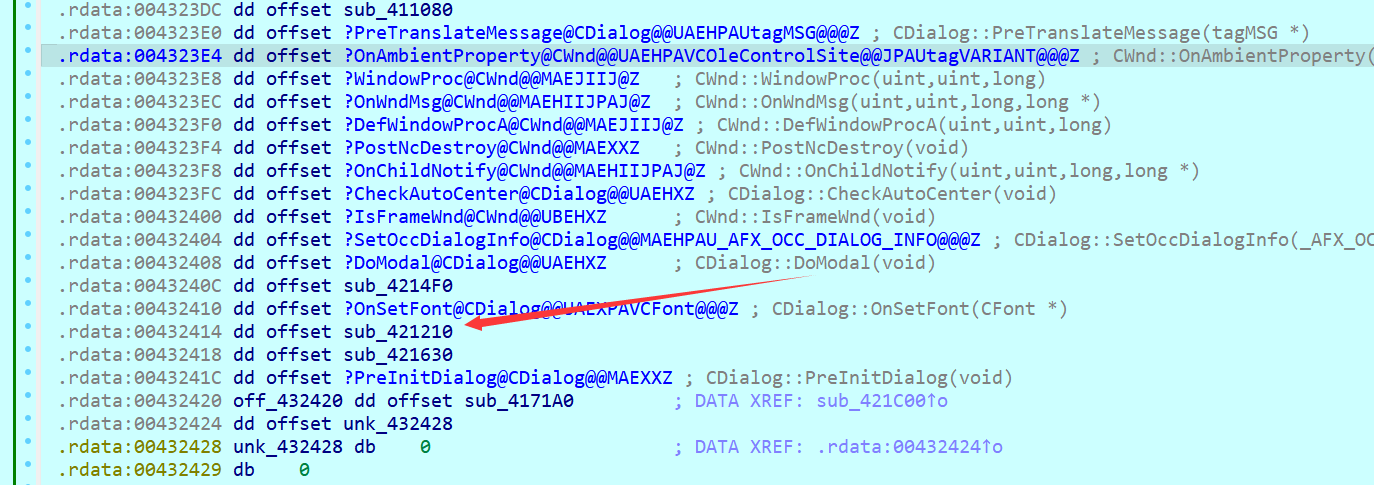 .rdata:004323DC dd offset sub_411080
.rdata:004323E0 dd offset ?PreTranslateMessage@CDialog@@UAEHPAUtagMSG@@@Z ; CDialog::PreTranslateMessage(tagMSG *)
.rdata:004323E4 dd offset ?OnAmbientProperty@CWnd@@UAEHPAVCOleControlSite@@JPAUtagVARIANT@@@Z ; CWnd::OnAmbientProperty(
.rdata:004323E8 dd offset ?WindowProc@CWnd@@MAEJIIJ@Z ; CWnd::WindowProc(uint,uint,long)
.rdata:004323EC dd offset ?OnWndMsg@CWnd@@MAEHIIJPAJ@Z ; CWnd::OnWndMsg(uint,uint,long,long *)
.rdata:004323F0 dd offset ?DefWindowProcA@CWnd@@MAEJIIJ@Z ; CWnd::DefWindowProcA(uint,uint,long)
.rdata:004323F4 dd offset ?PostNcDestroy@CWnd@@MAEXXZ ; CWnd::PostNcDestroy(void)
.rdata:004323F8 dd offset ?OnChildNotify@CWnd@@MAEHIIJPAJ@Z ; CWnd::OnChildNotify(uint,uint,long,long *)
.rdata:004323FC dd offset ?CheckAutoCenter@CDialog@@UAEHXZ ; CDialog::CheckAutoCenter(void)
.rdata:00432400 dd offset ?IsFrameWnd@CWnd@@UBEHXZ ; CWnd::IsFrameWnd(void)
.rdata:00432404 dd offset ?SetOccDialogInfo@CDialog@@MAEHPAU_AFX_OCC_DIALOG_INFO@@@Z ; CDialog::SetOccDialogInfo(_AFX_OC
.rdata:00432408 dd offset ?DoModal@CDialog@@UAEHXZ ; CDialog::DoModal(void)
.rdata:0043240C dd offset sub_4214F0
.rdata:00432410 dd offset ?OnSetFont@CDialog@@UAEXPAVCFont@@@Z ; CDialog::OnSetFont(CFont *)
.rdata:00432414 dd offset sub_421210
.rdata:00432418 dd offset sub_421630
.rdata:0043241C dd offset ?PreInitDialog@CDialog@@MAEXXZ ; CDialog::PreInitDialog(void)
.rdata:00432420 off_432420 dd offset sub_4171A0 ; DATA XREF: sub_421C00↑o
.rdata:00432424 dd offset unk_432428
.rdata:00432428 unk_432428 db 0 ; DATA XREF: .rdata:00432424↑o
.rdata:00432429 db 0